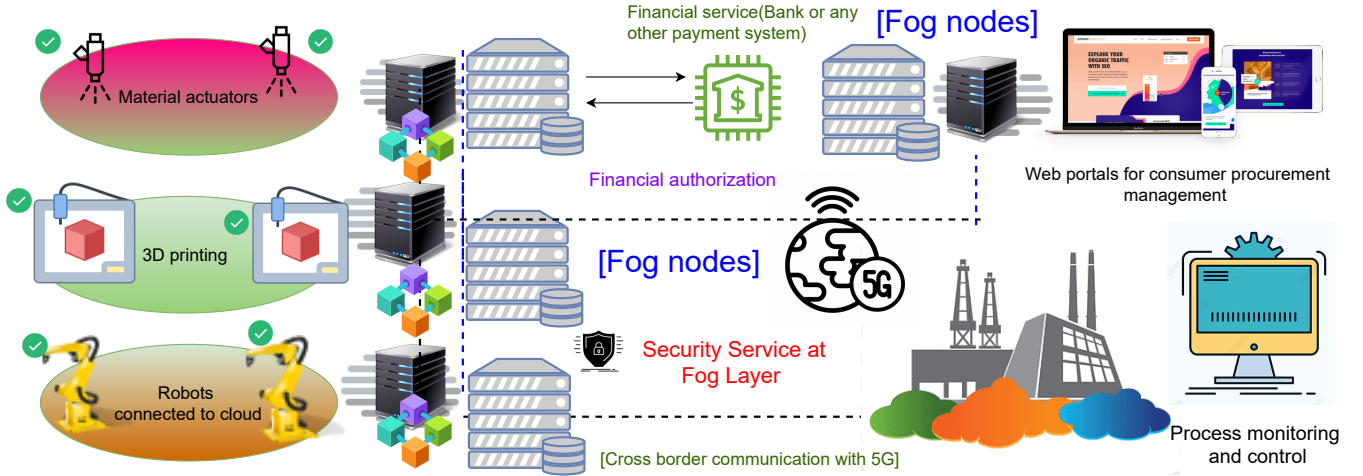 Financial service(Bank or any
other payment system)
[Fog nodes]
EXPLORE YOUR
ORGANIC TRAFFIC
WITH SEO
Material actuators
$
Financial authorization
Web portals for consumer procurement
management
3D printing
[Fog nodes]
5G
Security Service at
Fog Layer
Robots
connected to cloud
Process monitoring
and control
[Cross border communication with 5G]